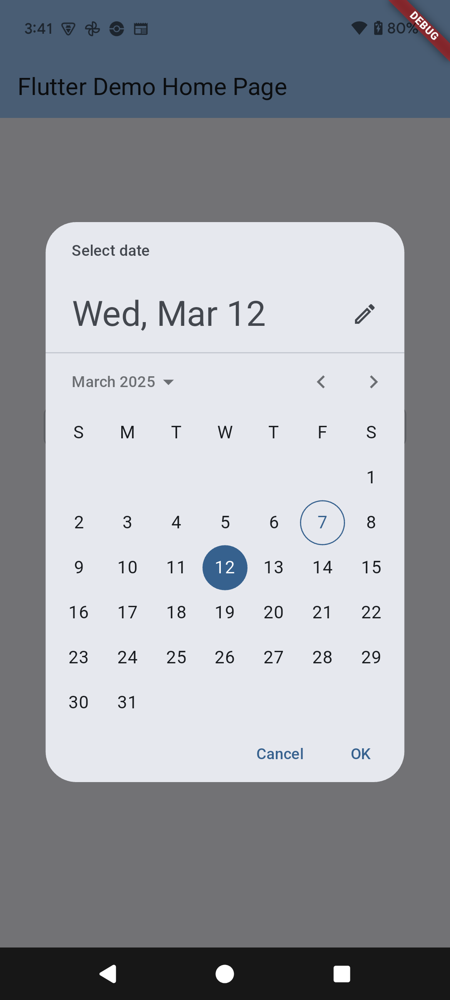 3:41 80%
DEBUG
Flutter Demo Home Page
Select date
Wed, Mar 12
March 2025
S M T W T F S
1
2 3 4 5 6 7 8
9 10 11 12 13 14 15
16 17 18 19 20 21 22
23 24 25 26 27 28 29
30 31
Cancel OK